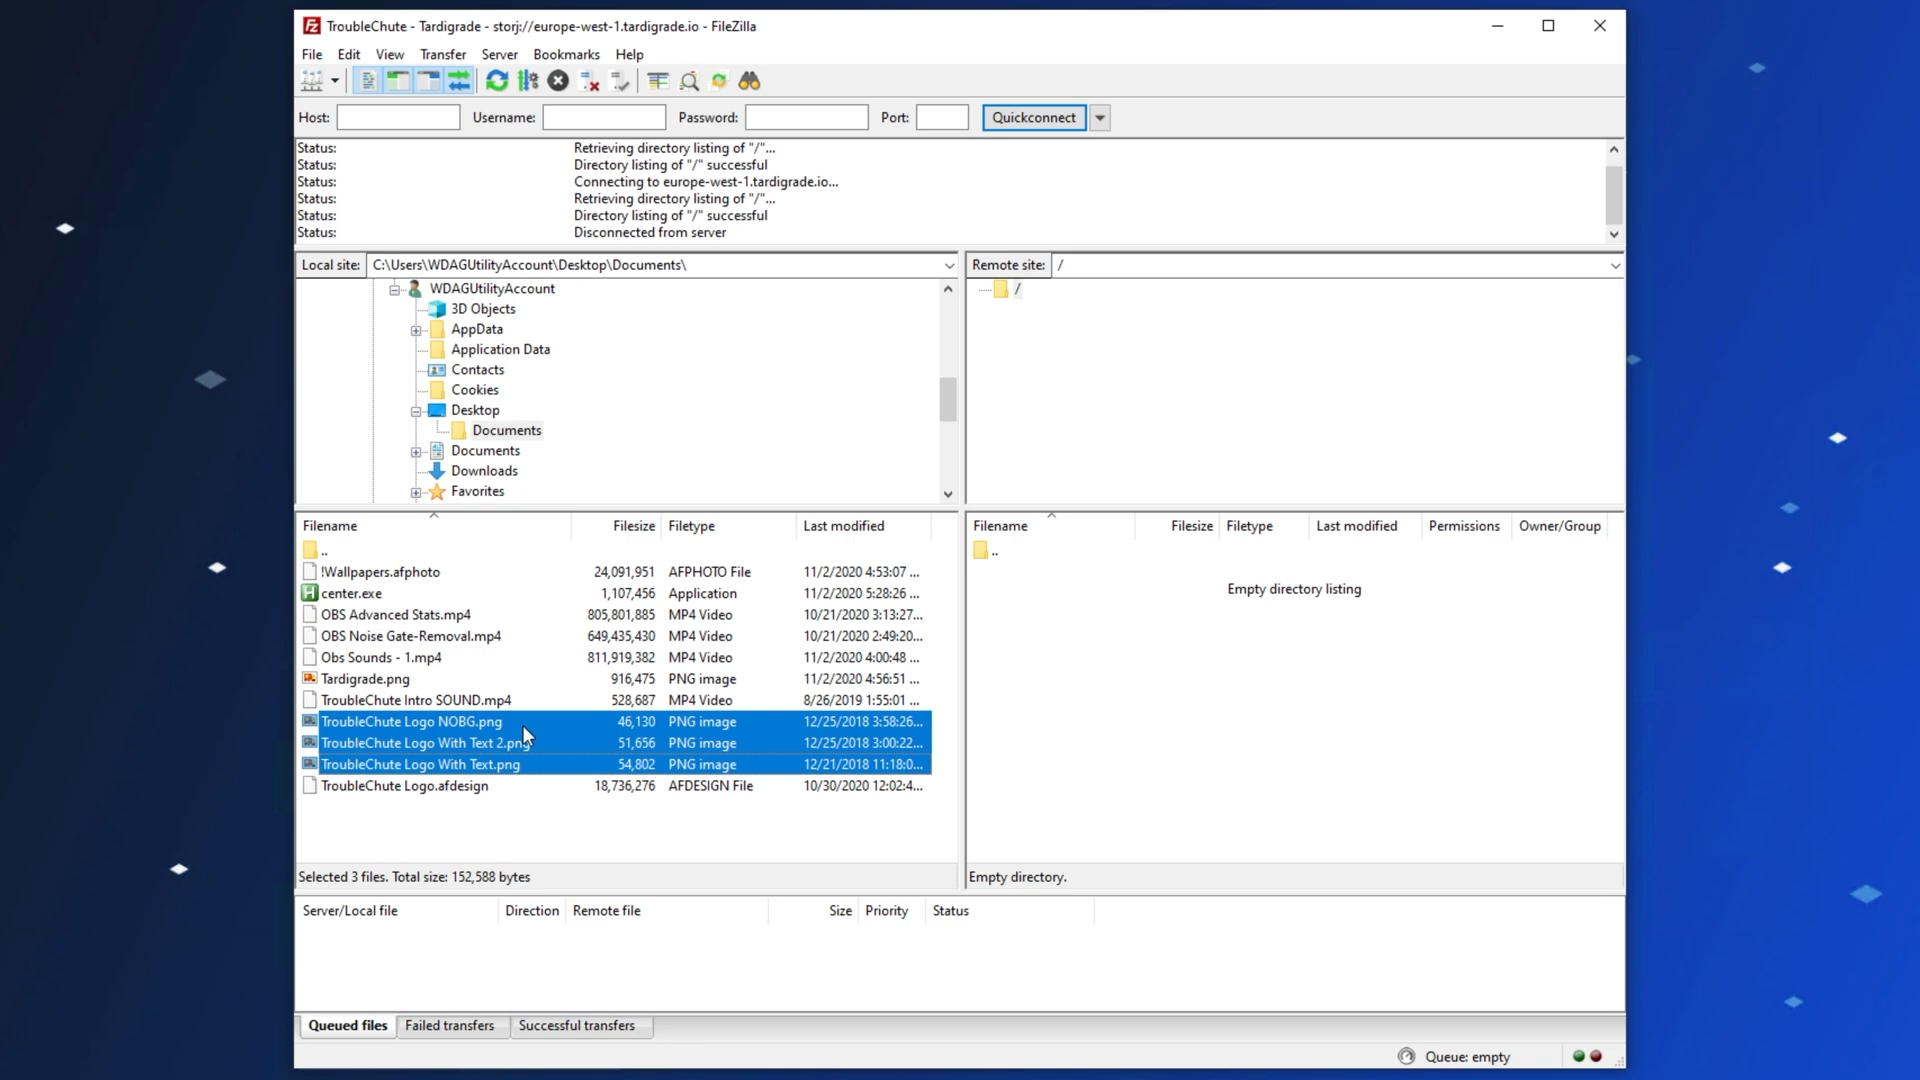 TroubleChute - Tardigrade - storj://europe-west-1.tardigrade.io - FileZilla
File Edit View Transfer Server Bookmarks Help
Host: Username: Password: Port: Quickconnect
Status: Retrieving directory listing of "/"...
Status: Directory listing of "/" successful
Status: Connecting to europe-west-1.tardigrade.io...
Status: Retrieving directory listing of "/"...
Status: Directory listing of "/" successful
Status: Disconnected from server
Local site: C:\Users\WDAGUtilityAccount\Desktop\Documents\
WDAGUtilityAccount
3D Objects
AppData
Application Data
Contacts
Cookies
Desktop
Documents
Documents
Downloads
Favorites
Remote site: /
/
Filename Filesize Filetype Last modified
..
!Wallpapers.afphoto 24,091,951 AFPHOTO File 11/2/2020 4:53:07 ...
center.exe 1,107,456 Application 11/2/2020 5:28:26 ...
OBS Advanced Stats.mp4 805,801,885 MP4 Video 10/21/2020 3:13:27...
OBS Noise Gate-Removal.mp4 649,435,430 MP4 Video 10/21/2020 2:49:20...
Obs Sounds - 1.mp4 811,919,382 MP4 Video 11/2/2020 4:00:48 ...
Tardigrade.png 916,475 PNG image 11/2/2020 4:56:51 ...
TroubleChute Intro SOUND.mp4 528,687 MP4 Video 8/26/2019 1:55:01 ...
TroubleChute Logo NOBG.png 46,130 PNG image 12/25/2018 3:58:26...
TroubleChute Logo With Text 2.png 51,656 PNG image 12/25/2018 3:00:22...
TroubleChute Logo With Text.png 54,802 PNG image 12/21/2018 11:18:0...
TroubleChute Logo.afdesign 18,736,276 AFDESIGN File 10/30/2020 12:02:4...
Selected 3 files. Total size: 152,588 bytes
Filename Filesize Filetype Last modified Permissions Owner/Group
..
Empty directory listing
Empty directory.
Server/Local file Direction Remote file Size Priority Status
Queued files Failed transfers Successful transfers
Queue: empty